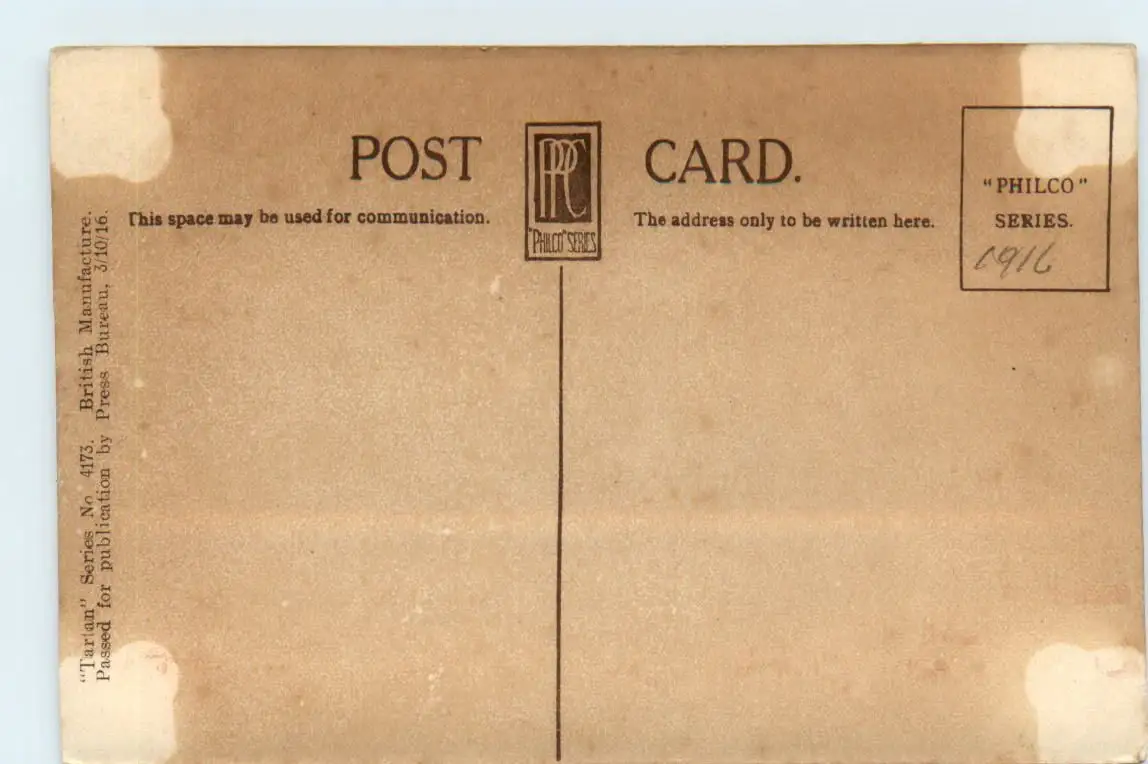 POST CARD.
This space may be used for communication.
The address only to be written here.
PPC
"PHILCO" SERIES
"PHILCO"
SERIES.
1916
"Tartan" Series No. 4173. British Manufacture.
Passed for publication by Press Bureau, 3/10/16.